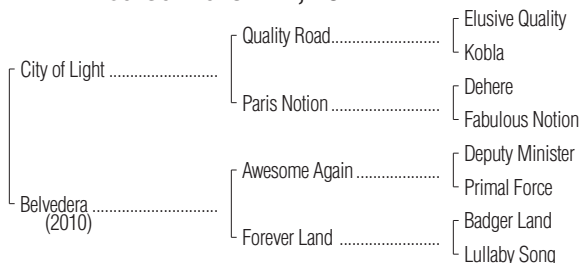 Elusive Quality
Quality Road
Kobla
City of Light
Dehere
Paris Notion
Fabulous Notion
Deputy Minister
Awesome Again
Primal Force
Belvedera
(2010)
Badger Land
Forever Land
Lullaby Song